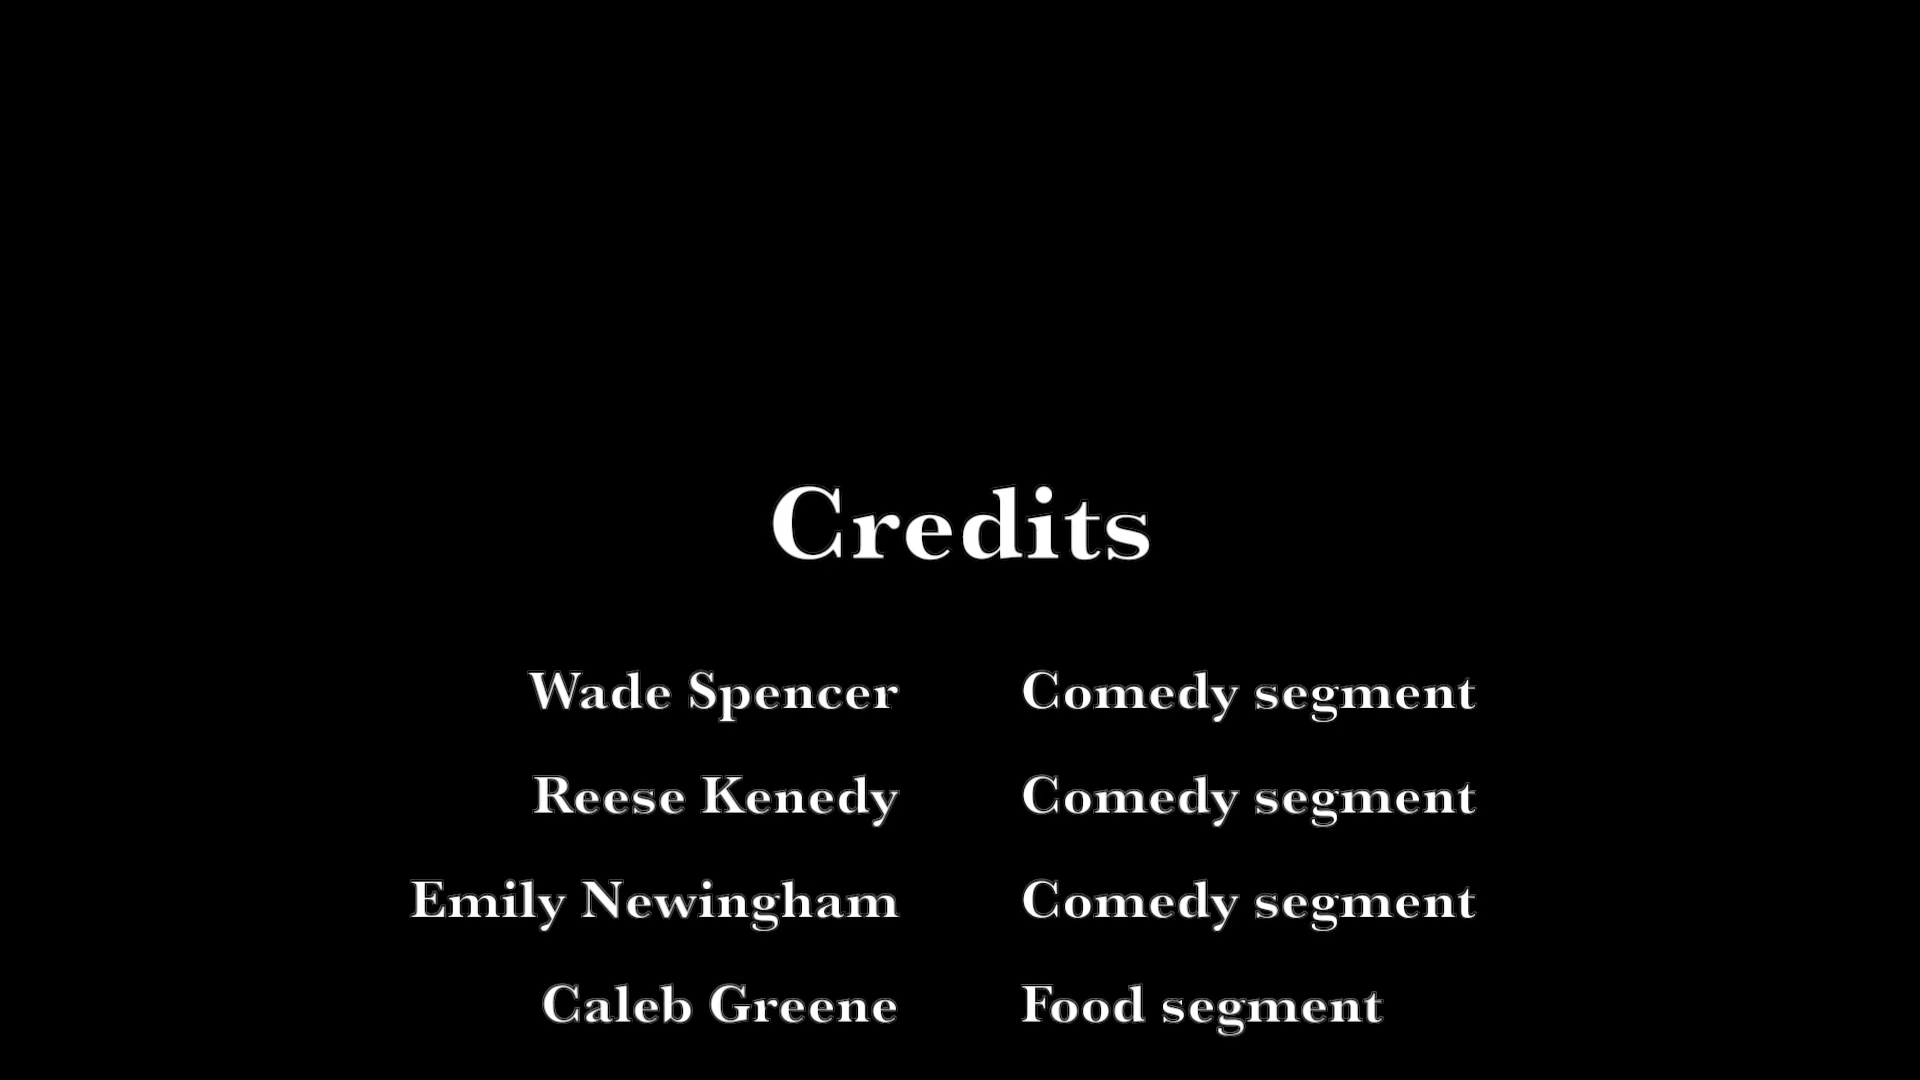 Credits
Wade Spencer Comedy segment
Reese Kenedy Comedy segment
Emily Newingham Comedy segment
Caleb Greene Food segment